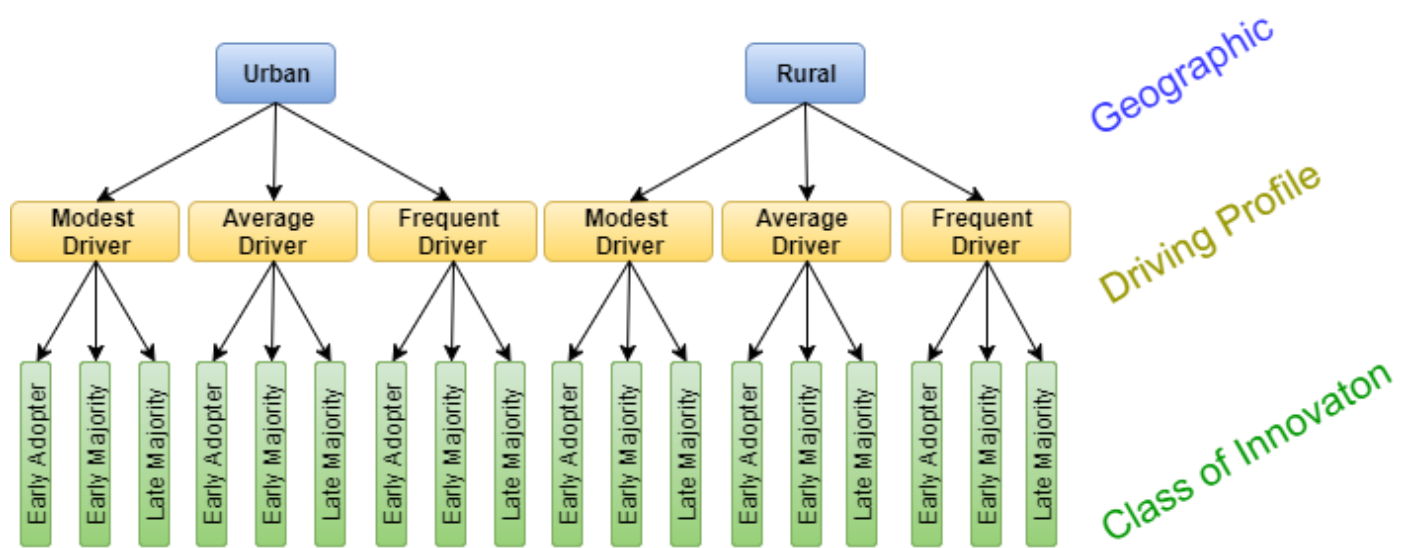 Urban
Rural
Geographic
Modest
Driver
Average
Driver
Frequent
Driver
Modest
Driver
Average
Driver
Frequent
Driver
Driving Profile
Early Adopter
Early Majority
Late Majority
Early Adopter
Early Majority
Late Majority
Early Adopter
Early Majority
Late Majority
Early Adopter
Early Majority
Late Majority
Early Adopter
Early Majority
Late Majority
Early Adopter
Early Majority
Late Majority
Class of Innovaton